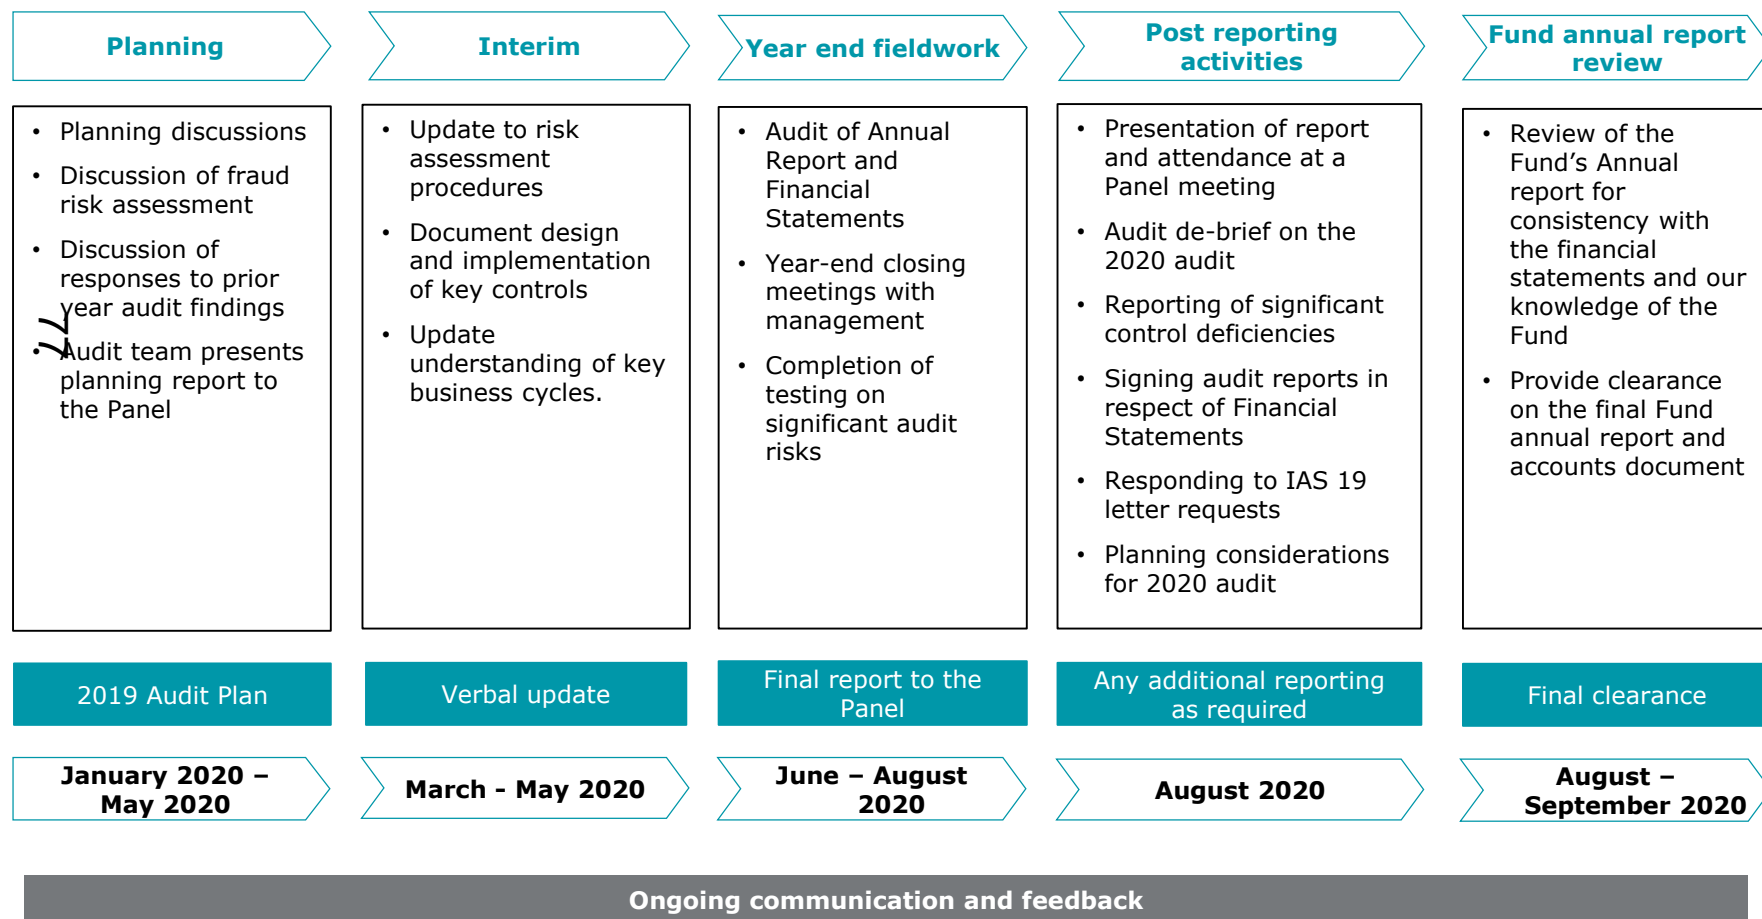 Planning
Interim
Year end fieldwork
Post reporting
activities
Fund annual report
review
• Planning discussions
• Discussion of fraud
risk assessment
• Discussion of
responses to prior
year audit findings
• Audit team presents
planning report to
the Panel
• Update to risk
assessment
procedures
• Document design
and implementation
of key controls
• Update
understanding of key
business cycles.
• Audit of Annual
Report and
Financial
Statements
• Year-end closing
meetings with
management
• Completion of
testing on
significant audit
risks
• Presentation of report
and attendance at a
Panel meeting
• Audit de-brief on the
2020 audit
• Reporting of significant
control deficiencies
• Signing audit reports in
respect of Financial
Statements
• Responding to IAS 19
letter requests
• Planning considerations
for 2020 audit
• Review of the
Fund’s Annual
report for
consistency with
the financial
statements and our
knowledge of the
Fund
• Provide clearance
on the final Fund
annual report and
accounts document
2019 Audit Plan
Verbal update
Final report to the
Panel
Any additional reporting
as required
Final clearance
January 2020 –
May 2020
March - May 2020
June – August
2020
August 2020
August –
September 2020
Ongoing communication and feedback